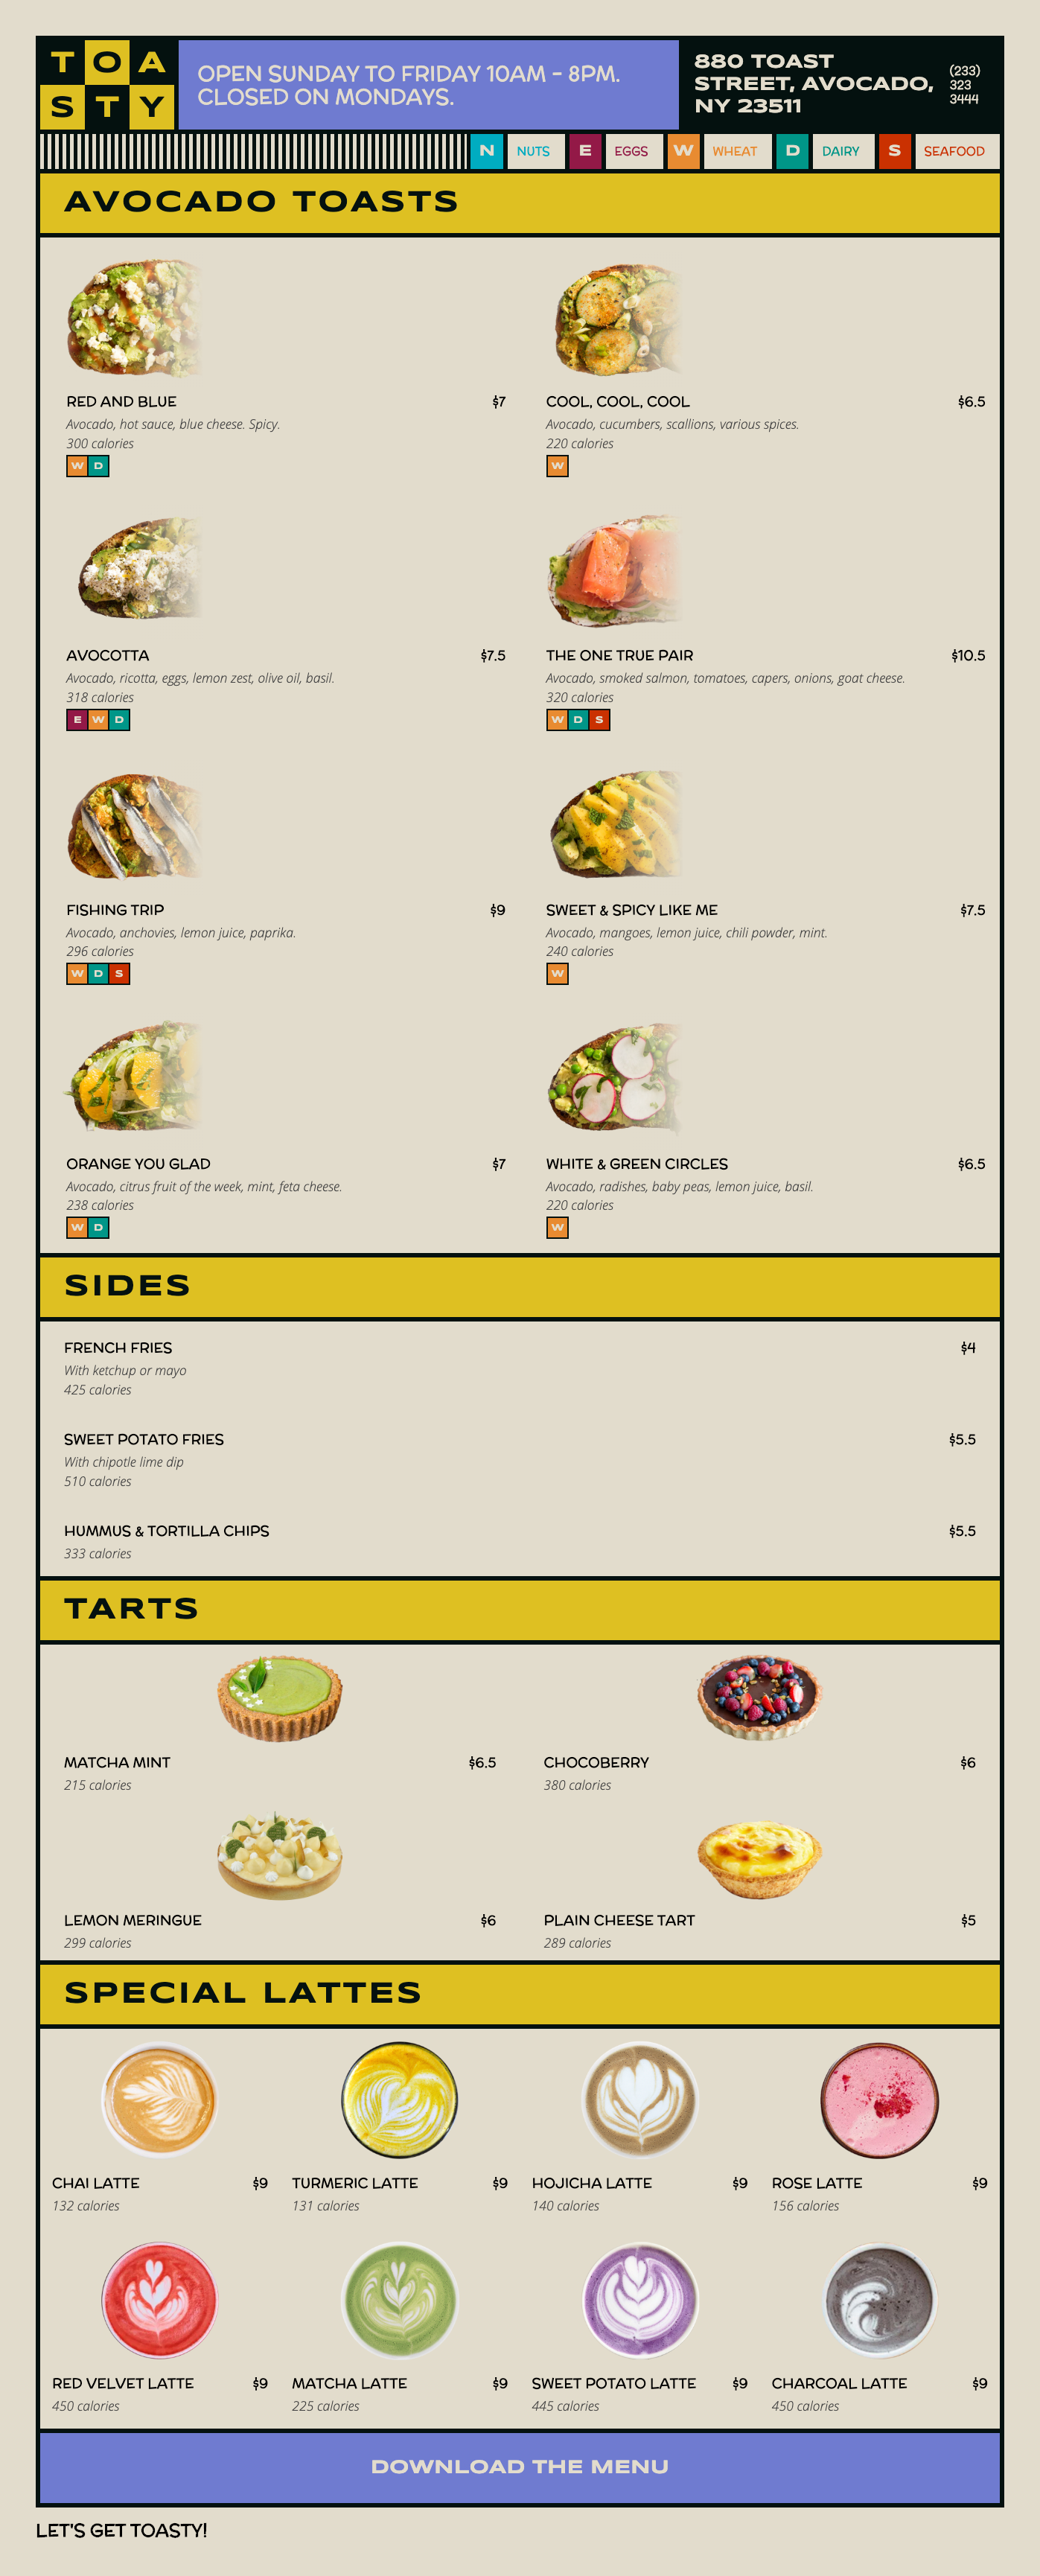 TOA
STY
OPEN SUNDAY TO FRIDAY 10AM - 8PM.
CLOSED ON MONDAYS.
880 TOAST
STREET, AVOCADO,
NY 23511
(233)
323
3444
N NUTS E EGGS W WHEAT D DAIRY S SEAFOOD
AVOCADO TOASTS
RED AND BLUE $7
Avocado, hot sauce, blue cheese. Spicy.
300 calories
W D
COOL, COOL, COOL $6.5
Avocado, cucumbers, scallions, various spices.
220 calories
W
AVOCOTTA $7.5
Avocado, ricotta, eggs, lemon zest, olive oil, basil.
318 calories
E W D
THE ONE TRUE PAIR $10.5
Avocado, smoked salmon, tomatoes, capers, onions, goat cheese.
320 calories
W D S
FISHING TRIP $9
Avocado, anchovies, lemon juice, paprika.
296 calories
W D S
SWEET & SPICY LIKE ME $7.5
Avocado, mangoes, lemon juice, chili powder, mint.
240 calories
W
ORANGE YOU GLAD $7
Avocado, citrus fruit of the week, mint, feta cheese.
238 calories
W D
WHITE & GREEN CIRCLES $6.5
Avocado, radishes, baby peas, lemon juice, basil.
220 calories
W
SIDES
FRENCH FRIES $4
With ketchup or mayo
425 calories
SWEET POTATO FRIES $5.5
With chipotle lime dip
510 calories
HUMMUS & TORTILLA CHIPS $5.5
333 calories
TARTS
MATCHA MINT $6.5
215 calories
CHOCOBERRY $6
380 calories
LEMON MERINGUE $6
299 calories
PLAIN CHEESE TART $5
289 calories
SPECIAL LATTES
CHAI LATTE $9
132 calories
TURMERIC LATTE $9
131 calories
HOJICHA LATTE $9
140 calories
ROSE LATTE $9
156 calories
RED VELVET LATTE $9
450 calories
MATCHA LATTE $9
225 calories
SWEET POTATO LATTE $9
445 calories
CHARCOAL LATTE $9
450 calories
DOWNLOAD THE MENU
LET'S GET TOASTY!